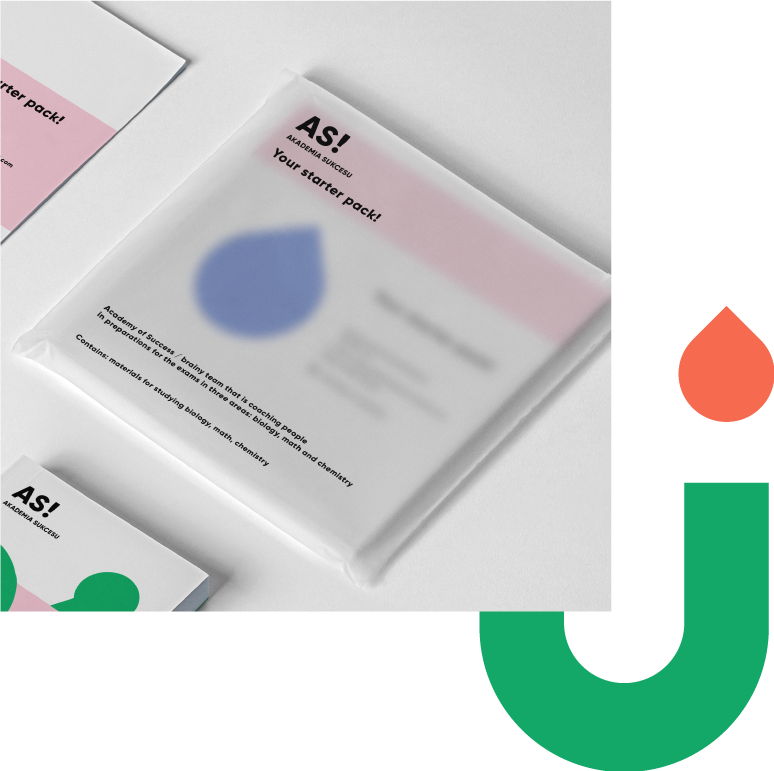 rter pack!
.com
AS!
AKADEMIA SUKCESU
Your starter pack!
Academy of Success / brainy team that is coaching people
in preparations for the exams in three areas: biology, math and chemistry
Contains: materials for studying biology, math, chemistry
AS!
AKADEMIA SUKCESU